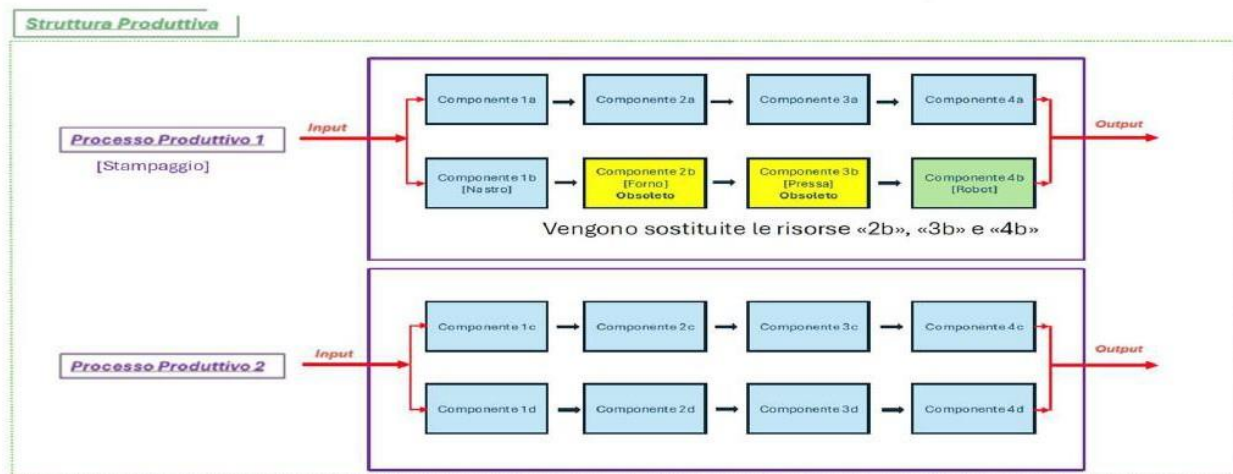 Struttura Produttiva
Processo Produttivo 1
[Stampaggio]
Input
Componente 1a
Componente 2a
Componente 3a
Componente 4a
Output
Componente 1b
[Nastro]
Componente 2b
[Forno]
Obsoleto
Componente 3b
[Pressa]
Obsoleto
Componente 4b
[Robot]
Vengono sostituite le risorse «2b», «3b» e «4b»
Processo Produttivo 2
Input
Componente 1c
Componente 2c
Componente 3c
Componente 4c
Output
Componente 1d
Componente 2d
Componente 3d
Componente 4d